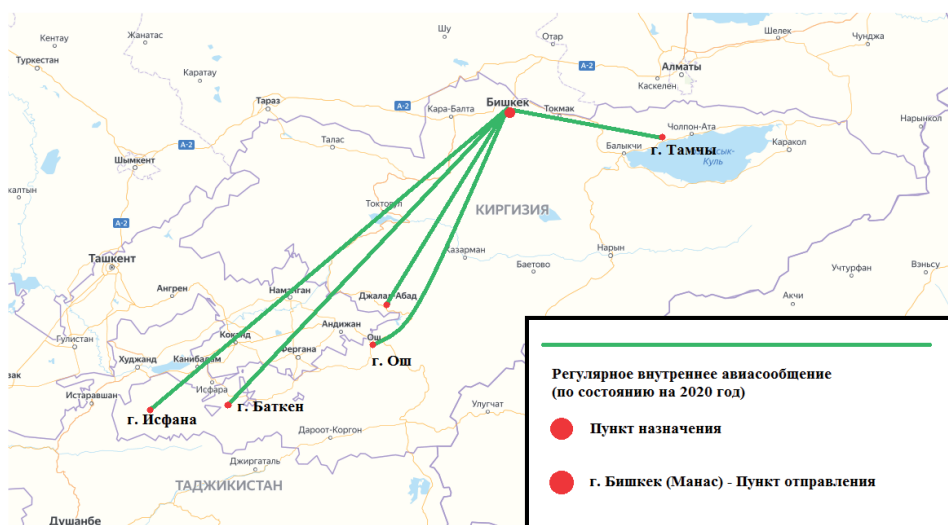 Кентау
Жанатас
Шу
Отар
Шелек
Чунджа
Туркестан
Каратау
А-2
Алматы
Каскелен
Тараз
А-2
Бишкек
Кара-Балта
Токмак
Нарынкол
Чолпон-Ата
Талас
А-2
Балыкчи
г. Тамчы
Каракол
Куль
Шымкент
А-2
Токтогул
КИРГИЗИЯ
Казарман
Нарын
Баетово
Учтурфан
Вэньсу
Ташкент
Ангрен
Наманган
Джалал-Абад
Акчи
Андижан
Ош
Гулистан
Коканд
г. Ош
Худжанд
Канибадам
Фергана
Истаравшан
Исфара
г. Исфана
г. Баткен
Улугчат
Дароот-Коргон
Джиргаталь
ТАДЖИКИСТАН
Душанбе
Регулярное внутреннее авиасообщение
(по состоянию на 2020 год)
Пункт назначения
г. Бишкек (Манас) - Пункт отправления